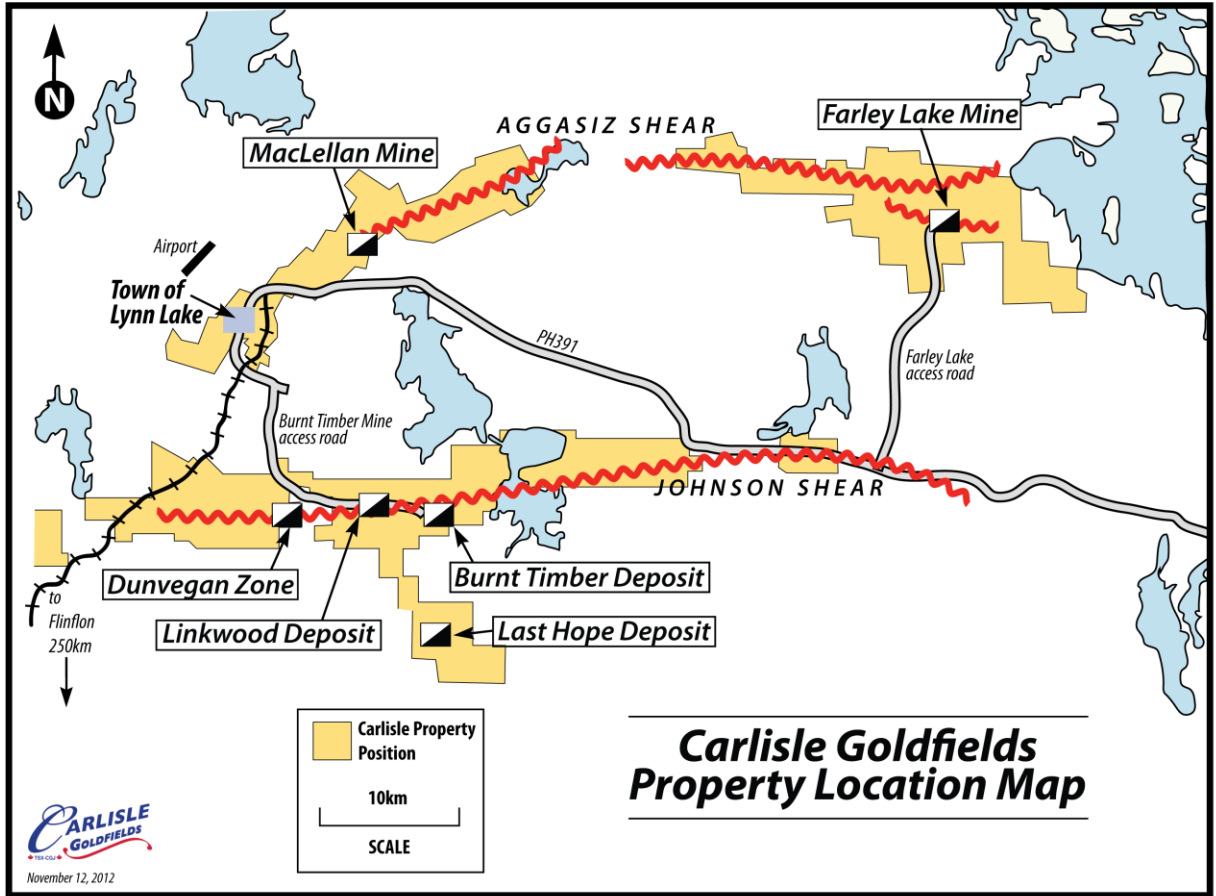 N
AGGASIZ SHEAR
Farley Lake Mine
MacLellan Mine
Airport
Town of
Lynn Lake
PH391
Farley Lake
access road
Burnt Timber Mine
access road
JOHNSON SHEAR
Dunvegan Zone
Burnt Timber Deposit
Linkwood Deposit
Last Hope Deposit
to
Flinflon
250km
Carlisle Property
Position
10km
SCALE
Carlisle Goldfields
Property Location Map
CARLISLE
GOLDFIELDS
TSX-CGJ
November 12, 2012